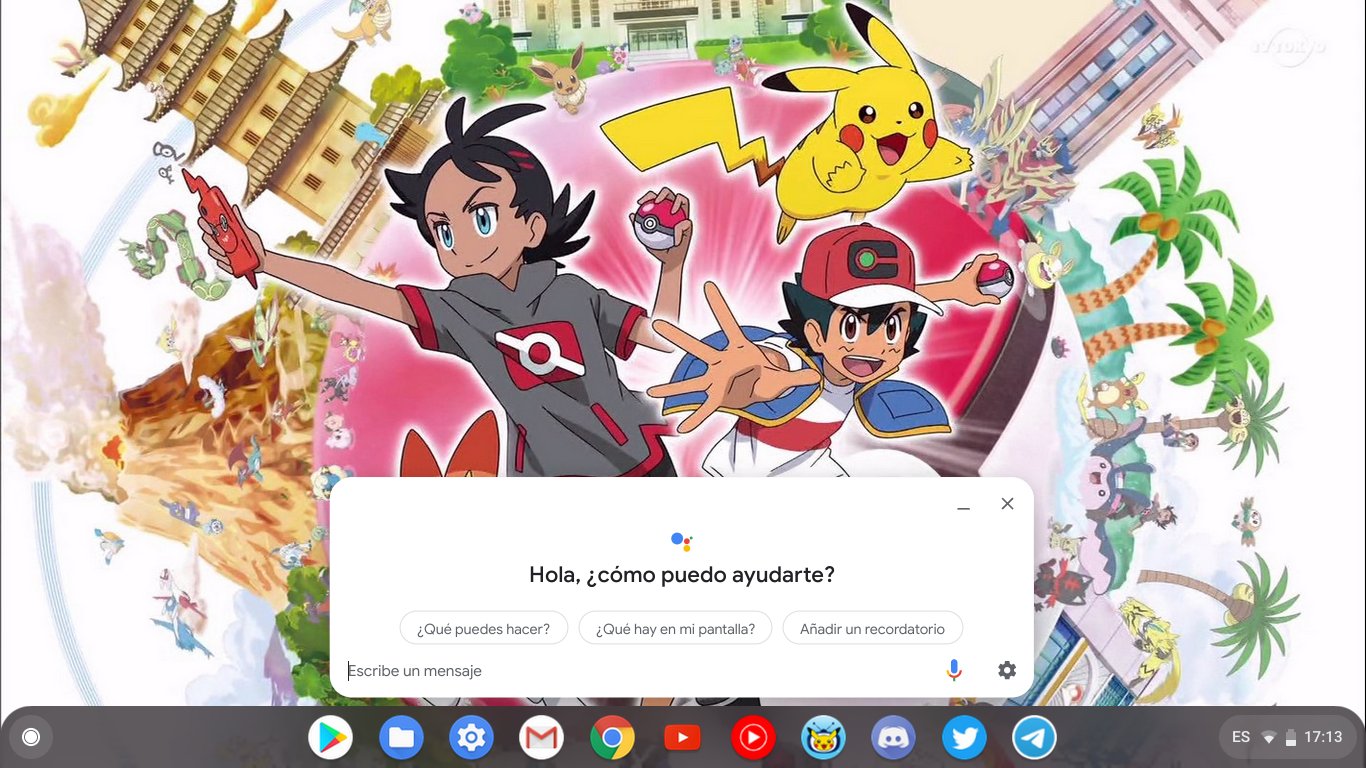 TV TOKYO
Hola, ¿cómo puedo ayudarte?
¿Qué puedes hacer?
¿Qué hay en mi pantalla?
Añadir un recordatorio
Escribe un mensaje
ES
17:13